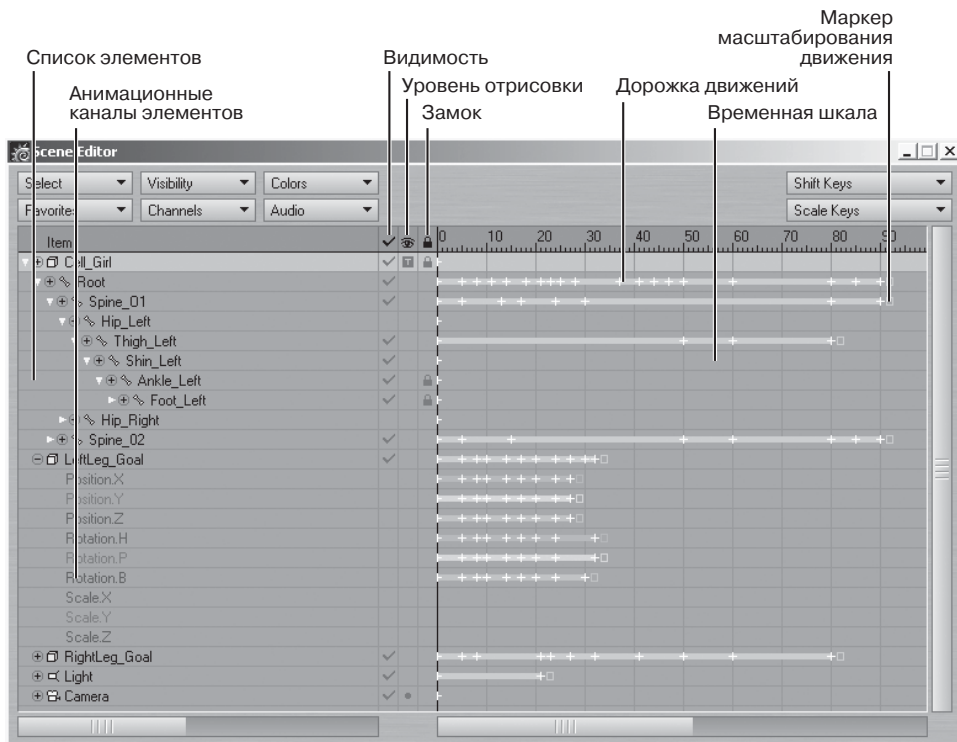 Маркер
масштабирования
движения
Список элементов
Видимость
Уровень отрисовки
Дорожка движений
Анимационные
каналы элементов
Замок
Временная шкала
Scene Editor
Select
Visibility
Colors
Shift Keys
Favorites
Channels
Audio
Scale Keys
Item
0 10 20 30 40 50 60 70 80 90
Cell_Girl
T
Root
Spine_01
Hip_Left
Thigh_Left
Shin_Left
Ankle_Left
Foot_Left
Hip_Right
Spine_02
LeftLeg_Goal
Position.X
Position.Y
Position.Z
Rotation.H
Rotation.P
Rotation.B
Scale.X
Scale.Y
Scale.Z
RightLeg_Goal
Light
Camera